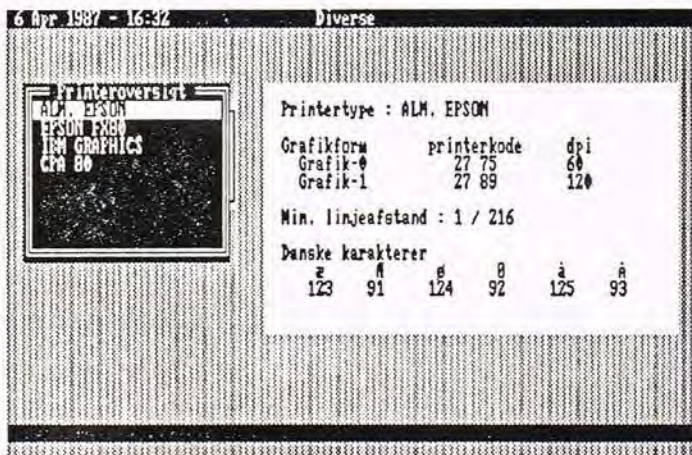 6 Apr 1987 - 16:32 Diverse
Printeroversigt
ALM. EPSON
EPSON FX80
IBM GRAPHICS
CPA 80
Printertype : ALM. EPSON
Grafikform printerkode dpi
Grafik-0 27 75 60
Grafik-1 27 89 120
Min. linjeafstand : 1 / 216
Danske karakterer
æ Æ ø Ø å Å
123 91 124 92 125 93